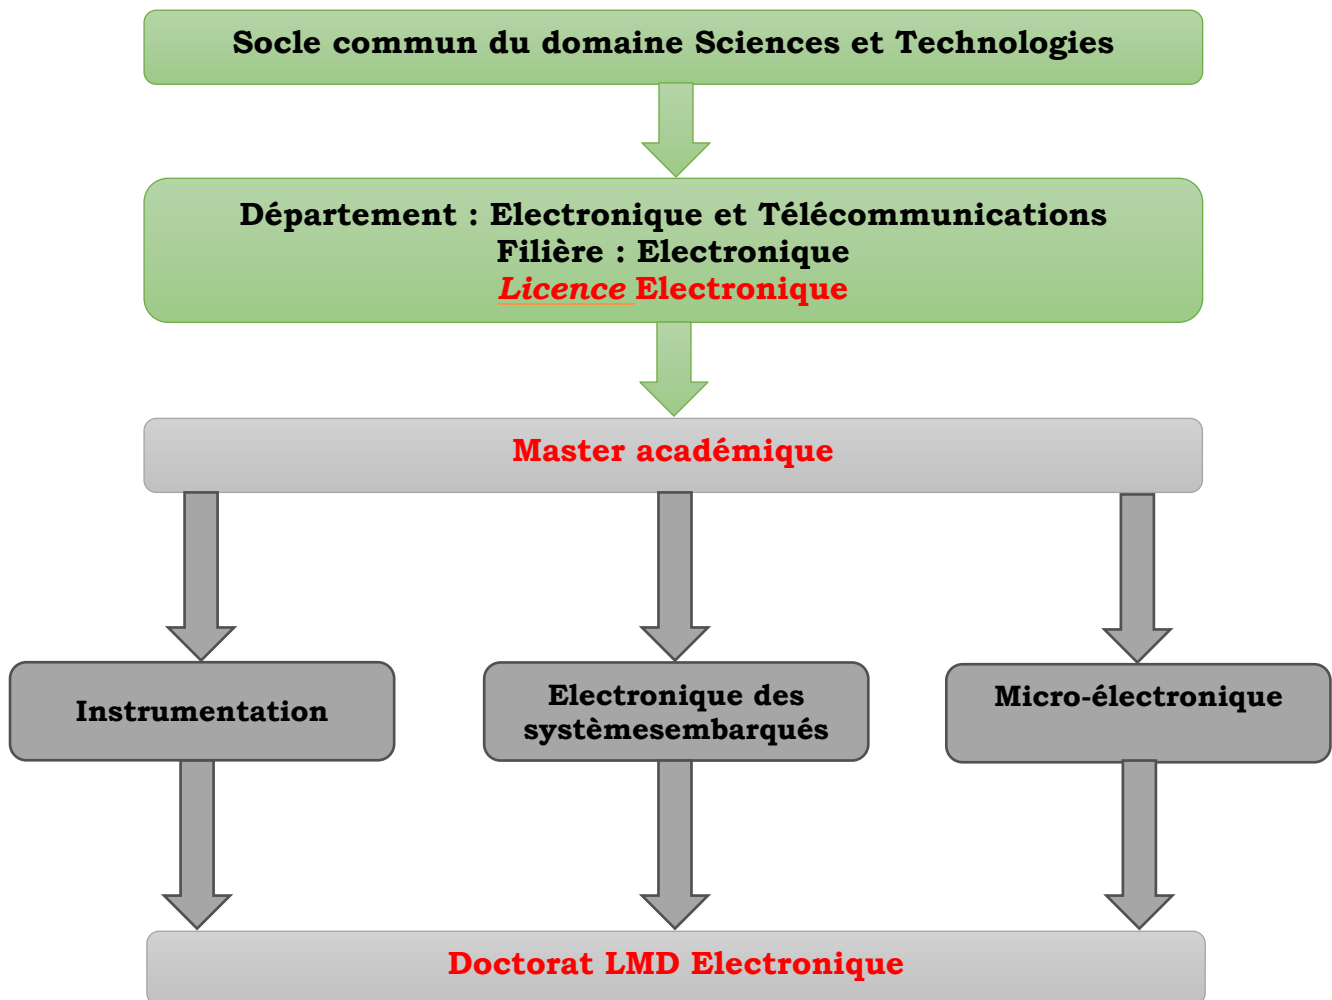 Socle commun du domaine Sciences et Technologies
Département : Electronique et Télécommunications
Filière : Electronique
Licence Electronique
Master académique
Instrumentation
Electronique des
systèmesembarqués
Micro-électronique
Doctorat LMD Electronique